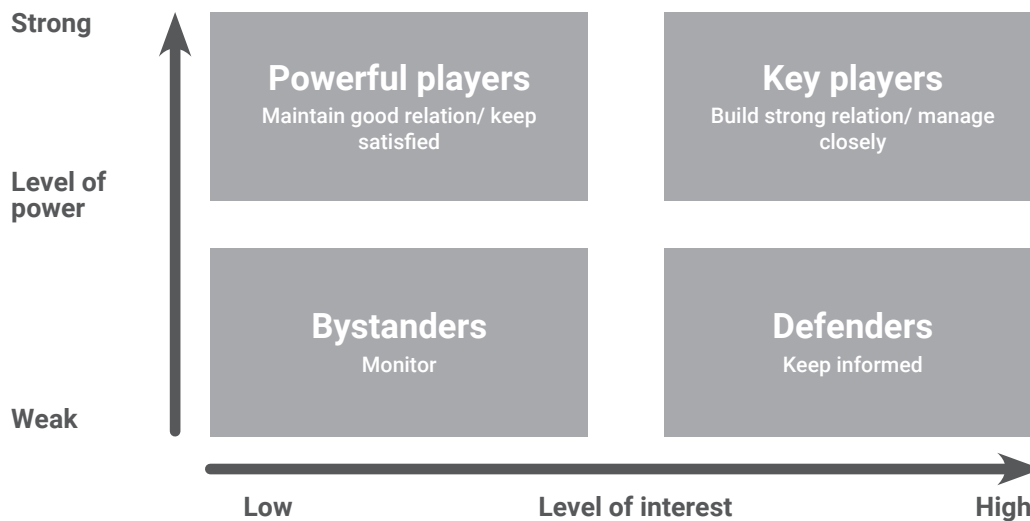 Strong
Powerful players
Maintain good relation/ keep
satisfied
Key players
Build strong relation/ manage
closely
Level of
power
Bystanders
Monitor
Defenders
Keep informed
Weak
Low
Level of interest
High